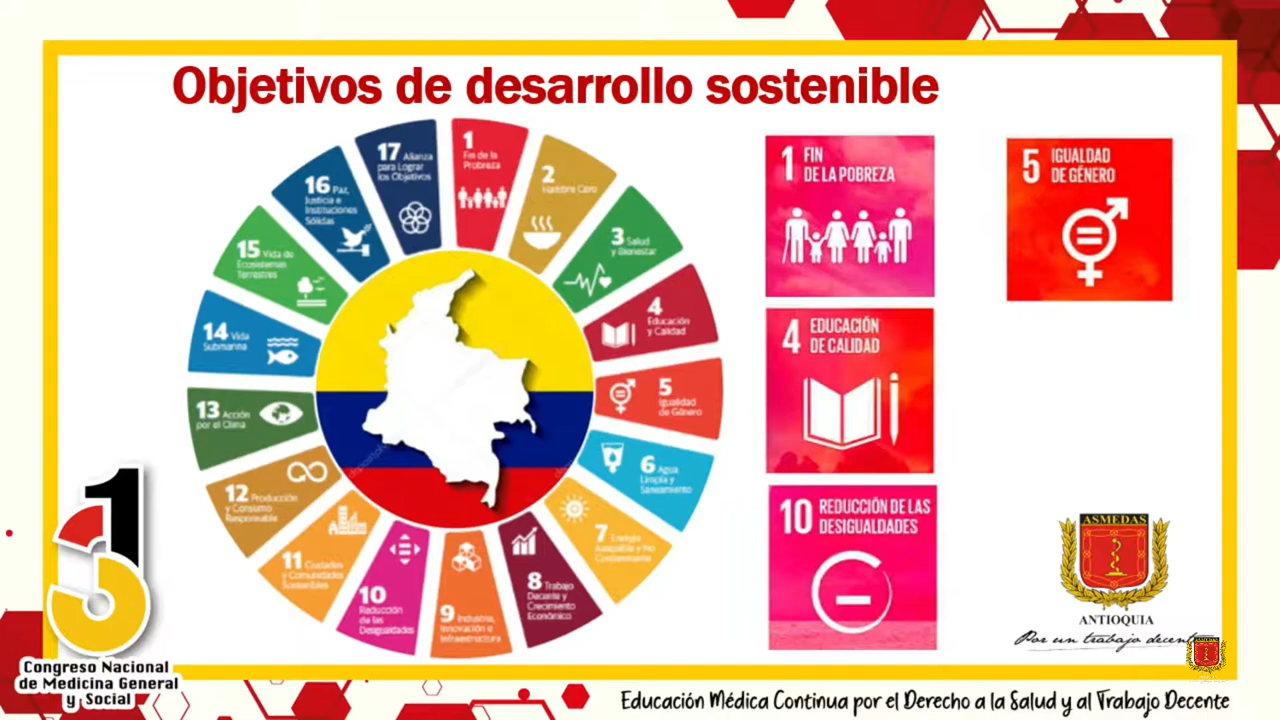 Objetivos de desarrollo sostenible
1 Fin de la
Probreza
2
Hambre Cero
3 Salud
y Bienestar
4
Educación
y Calidad
5
Igualdad
de Género
6 Agua
Limpia y
Saneamiento
7 Energía
Asequible y No
Contaminante
8 Trabajo
Decente y
Crecimiento
Económico
9 Industria,
Innovación e
Infraestructura
10
Reducción
de las
Desigualdades
11 Ciudades
y Comunidades
Sostenibles
12 Producción
y Consumo
Responsable
13 Acción
por el Clima
14 Vida
Submarina
15 Vida de
Ecosistemas
Terrestres
16 Paz,
Justicia e
Instituciones
Sólidas
17 Alianza
para Lograr
los Objetivos
1 FIN
DE LA POBREZA
4 EDUCACIÓN
DE CALIDAD
10 REDUCCIÓN DE LAS
DESIGUALDADES
5 IGUALDAD
DE GÉNERO
ASMEDAS
ANTIOQUIA
Por un trabajo decente
51
Congreso Nacional
de Medicina General
y Social
Educación Médica Continua por el Derecho a la Salud y al Trabajo Decente